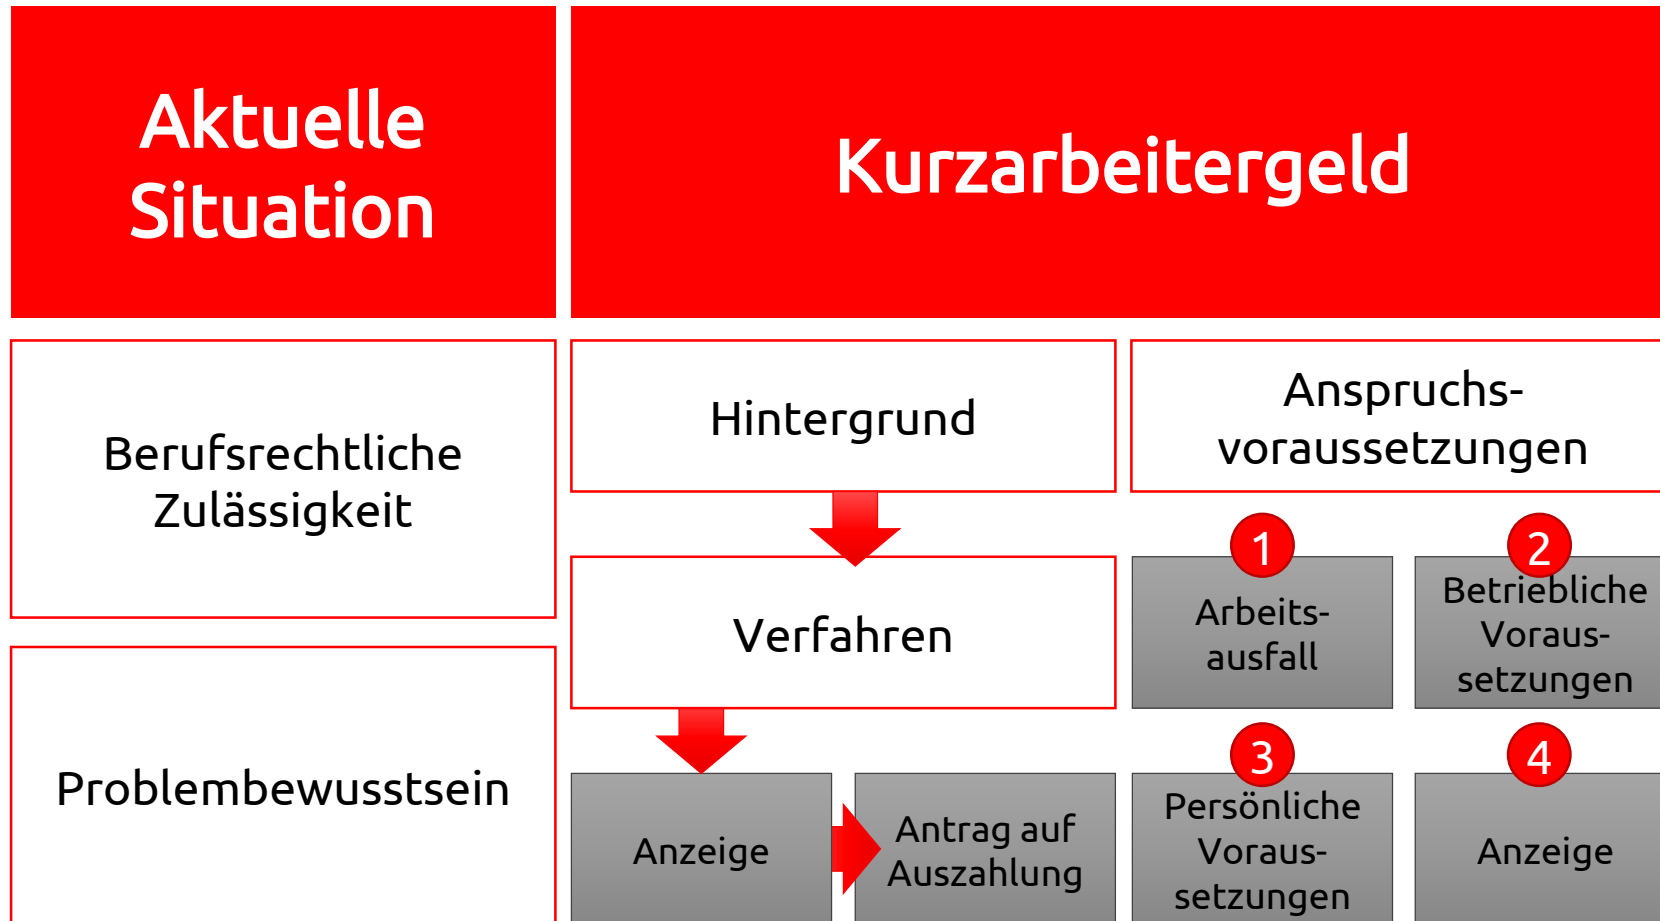 Aktuelle
Situation
Kurzarbeitergeld
Berufsrechtliche
Zulässigkeit
Problembewusstsein
Hintergrund
Verfahren
Anzeige
Antrag auf
Auszahlung
Anspruchs-
voraussetzungen
1
Arbeits-
ausfall
2
Betriebliche
Voraus-
setzungen
3
Persönliche
Voraus-
setzungen
4
Anzeige